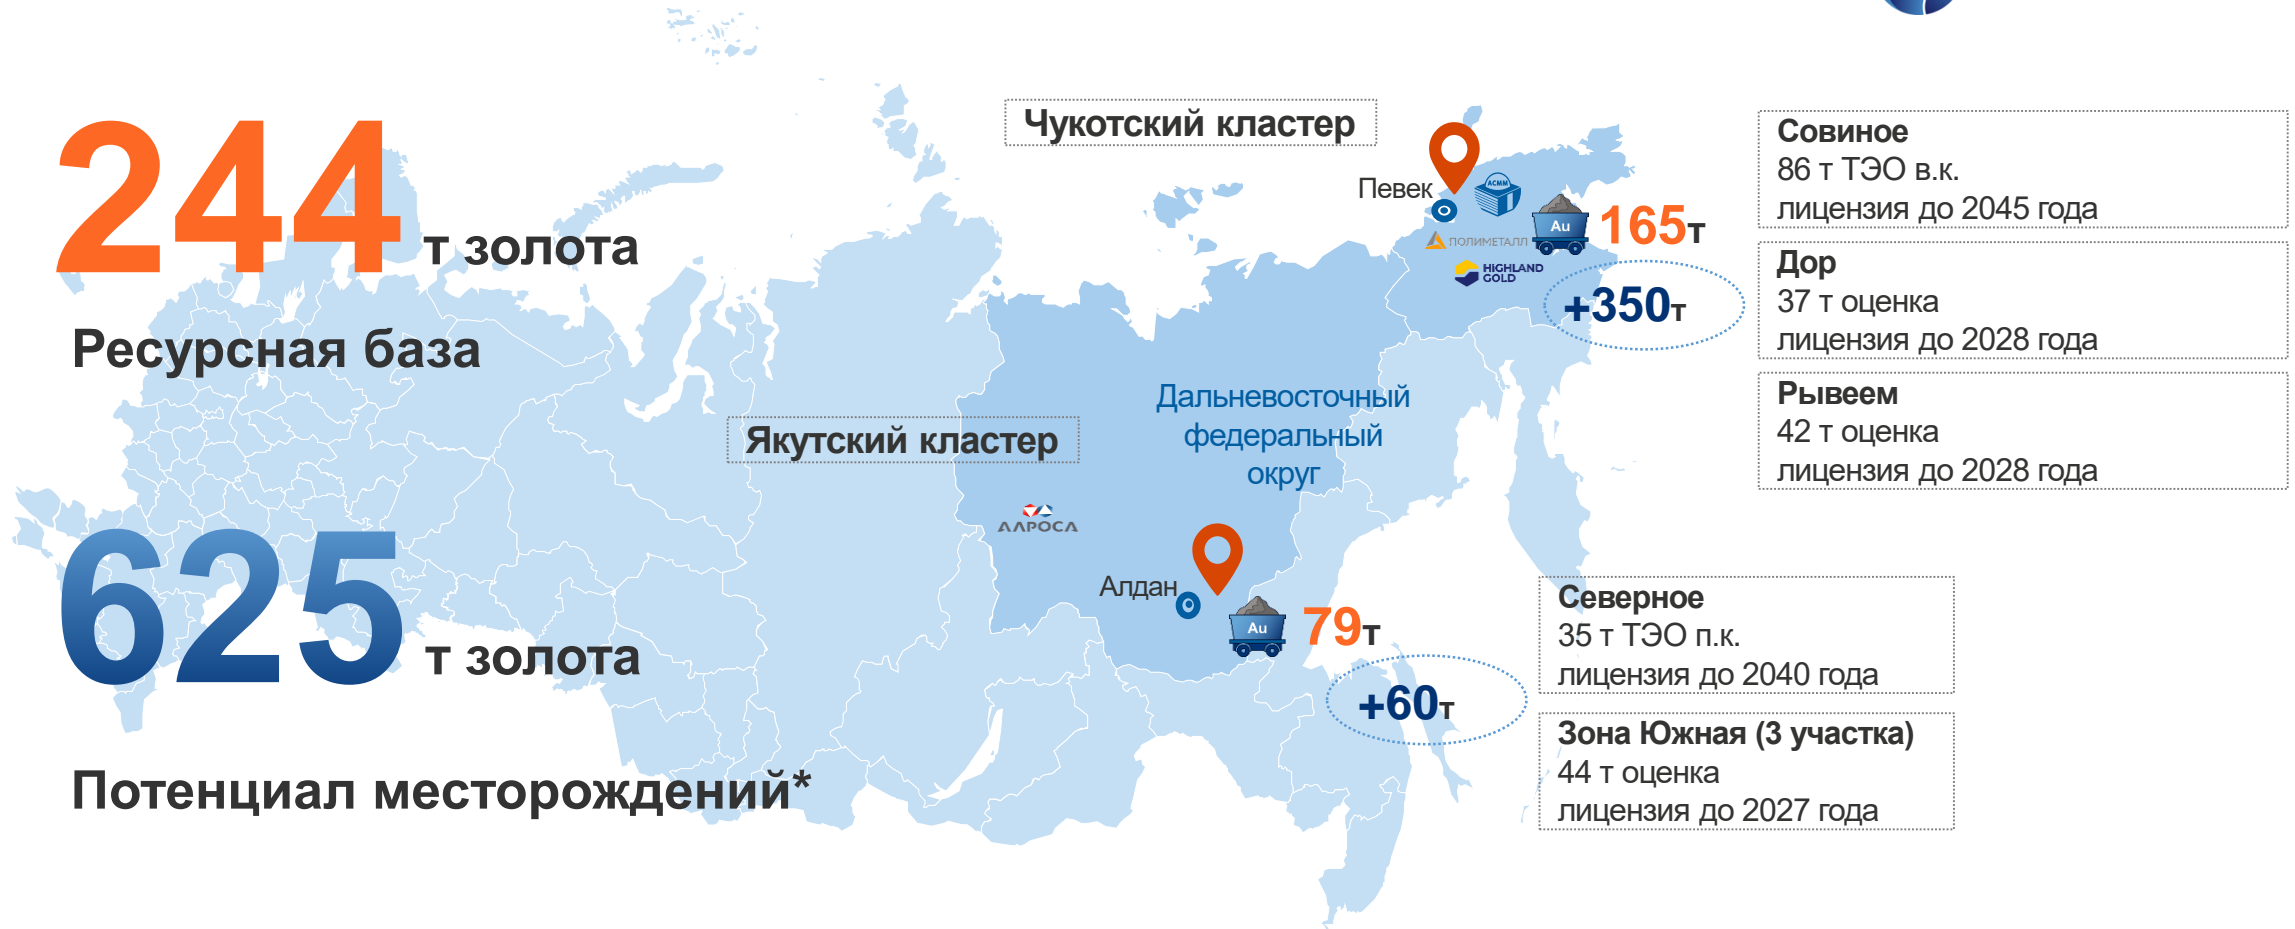 244 т золота
Ресурсная база
625 т золота
Потенциал месторождений*
Чукотский кластер
Певек
АСММ
ПОЛИМЕТАЛЛ
HIGHLAND
GOLD
Au
165т
+350т
Дальневосточный
федеральный
округ
Якутский кластер
АЛРОСА
Алдан
Au
79т
+60т
Совиное
86 т ТЭО в.к.
лицензия до 2045 года
Дор
37 т оценка
лицензия до 2028 года
Рывеем
42 т оценка
лицензия до 2028 года
Северное
35 т ТЭО п.к.
лицензия до 2040 года
Зона Южная (3 участка)
44 т оценка
лицензия до 2027 года